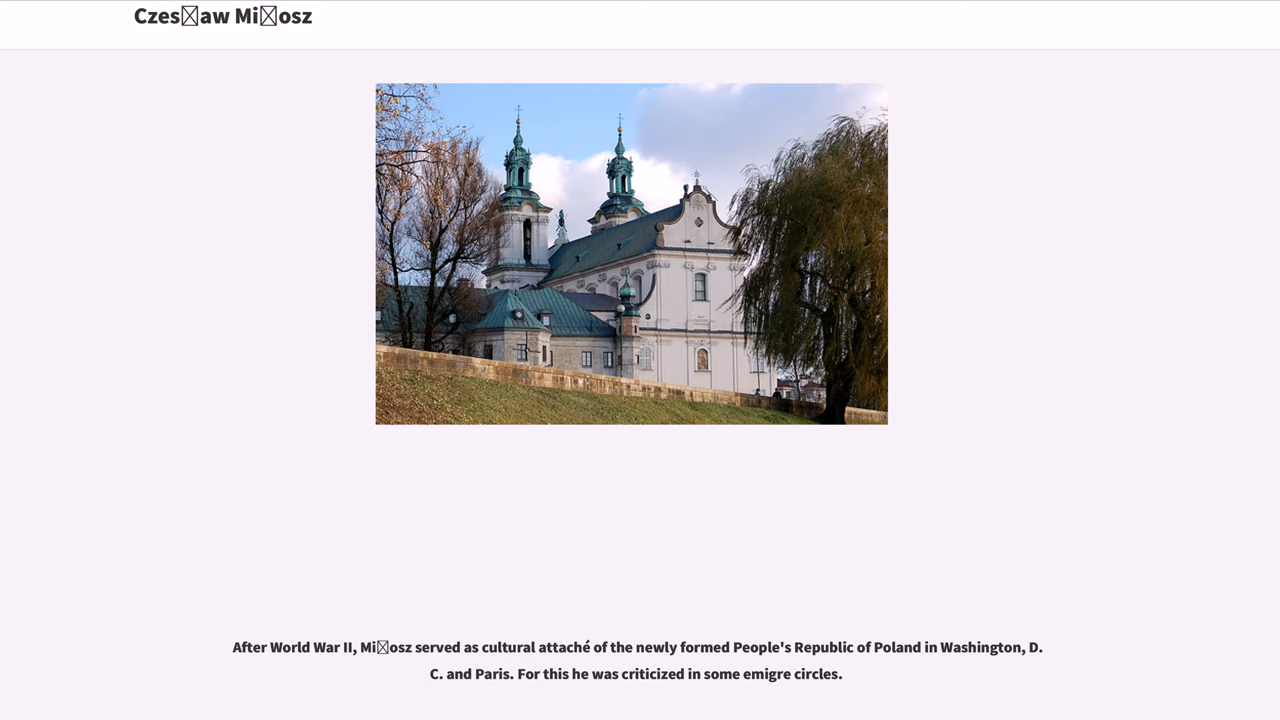 Czes□aw Mi□osz
After World War II, Mi□osz served as cultural attaché of the newly formed People's Republic of Poland in Washington, D.
C. and Paris. For this he was criticized in some emigre circles.